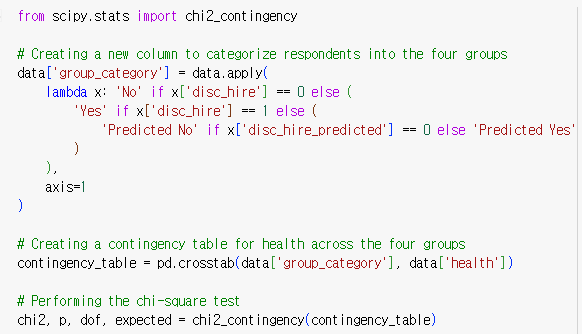 from scipy.stats import chi2_contingency
# Creating a new column to categorize respondents into the four groups
data['group_category'] = data.apply(
    lambda x: 'No' if x['disc_hire'] == 0 else (
        'Yes' if x['disc_hire'] == 1 else (
            'Predicted No' if x['disc_hire_predicted'] == 0 else 'Predicted Yes'
        )
    ),
    axis=1
)
# Creating a contingency table for health across the four groups
contingency_table = pd.crosstab(data['group_category'], data['health'])
# Performing the chi-square test
chi2, p, dof, expected = chi2_contingency(contingency_table)